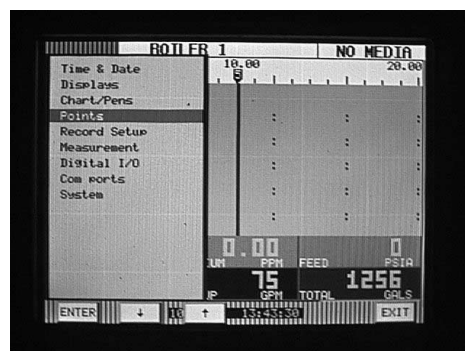 BOILER 1 NO MEDIA
10.00 20.00
Time & Date
Displays
Chart/Pens
Points
Record Setup
Measurement
Digital I/O
Com ports
System
0.00 0
UM PPM FEED PSIA
75 1256
UP GPM TOTAL GALS
ENTER ↓ 10 ↑ 13:43:30 EXIT